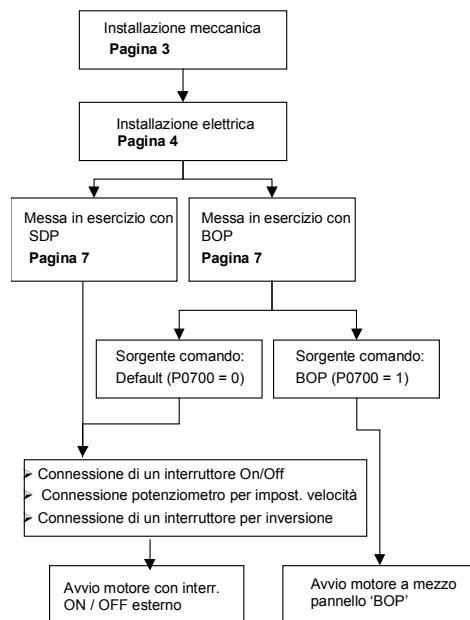 Installazione meccanica
Pagina 3
Installazione elettrica
Pagina 4
Messa in esercizio con
SDP
Pagina 7
Messa in esercizio con
BOP
Pagina 7
Sorgente comando:
Default (P0700 = 0)
Sorgente comando:
BOP (P0700 = 1)
➢ Connessione di un interruttore On/Off
➢ Connessione potenziometro per impost. velocità
➢ Connessione di un interruttore per inversione
Avvio motore con interr.
ON / OFF esterno
Avvio motore a mezzo
pannello ‘BOP’